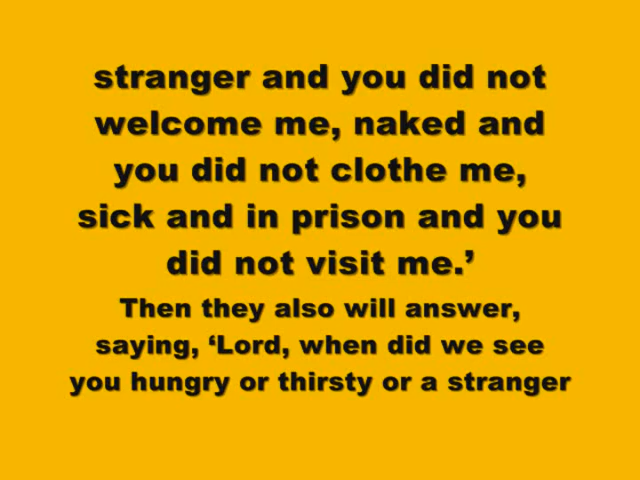 stranger and you did not
welcome me, naked and
you did not clothe me,
sick and in prison and you
did not visit me.’
Then they also will answer,
saying, ‘Lord, when did we see
you hungry or thirsty or a stranger